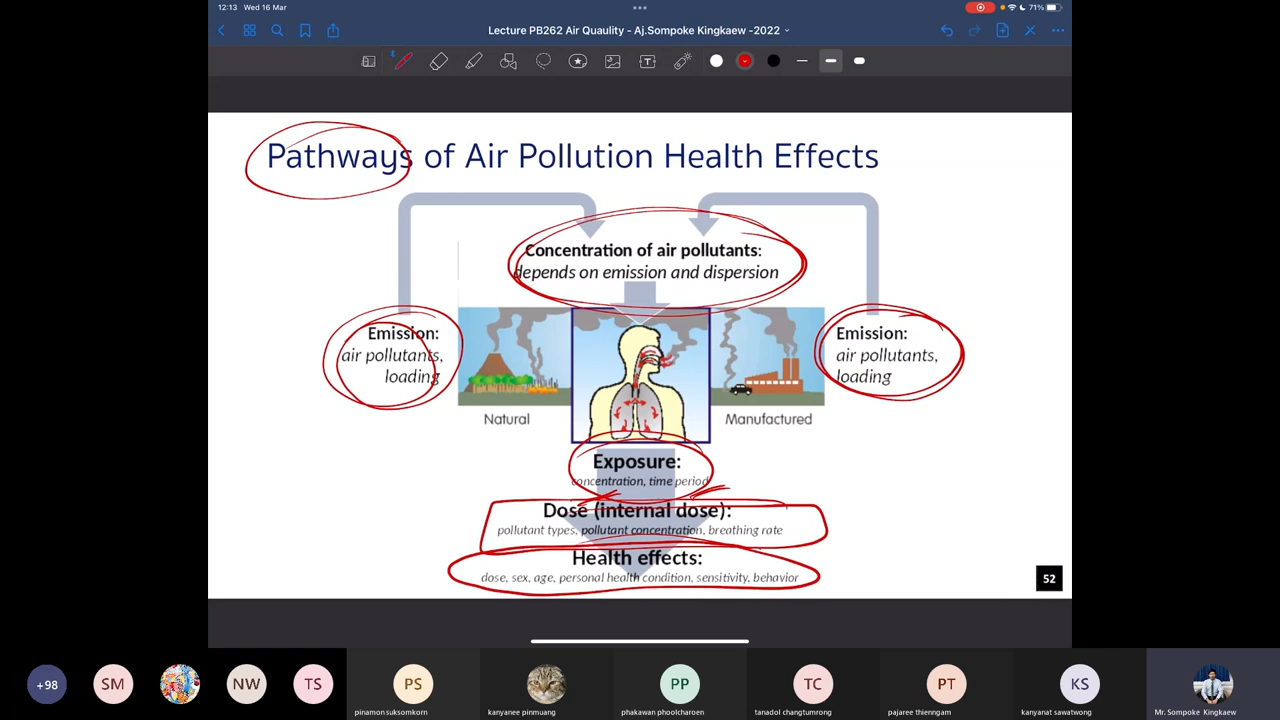 12:13 Wed 16 Mar
71%
Lecture PB262 Air Quaulity - Aj.Sompoke Kingkaew -2022
Pathways of Air Pollution Health Effects
Concentration of air pollutants:
depends on emission and dispersion
Emission:
air pollutants,
loading
Emission:
air pollutants,
loading
Natural
Manufactured
Exposure:
concentration, time period
Dose (internal dose):
pollutant types, pollutant concentration, breathing rate
Health effects:
dose, sex, age, personal health condition, sensitivity, behavior
52
+98
SM
NW
TS
PS
PP
TC
PT
KS
pinamon suksomkorn
kanyanee pinmuang
phakawan phoolcharoen
tanadol changtumrong
pajaree thienngam
kanyanat sawatwong
Mr. Sompoke Kingkaew